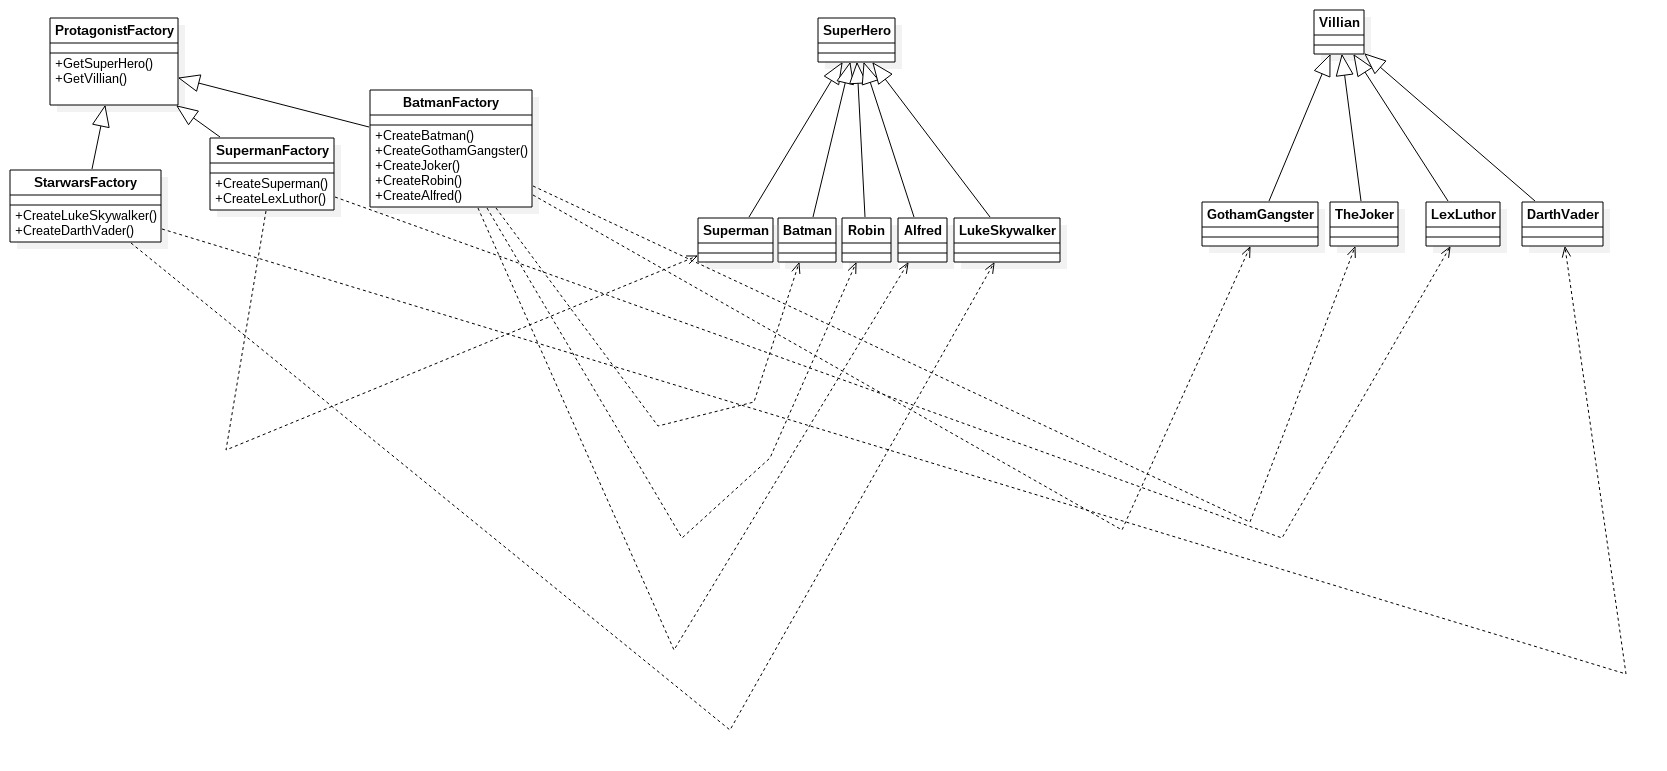 ProtagonistFactory
+GetSuperHero()
+GetVillian()
StarwarsFactory
+CreateLukeSkywalker()
+CreateDarthVader()
SupermanFactory
+CreateSuperman()
+CreateLexLuthor()
BatmanFactory
+CreateBatman()
+CreateGothamGangster()
+CreateJoker()
+CreateRobin()
+CreateAlfred()
SuperHero
Superman
Batman
Robin
Alfred
LukeSkywalker
Villian
GothamGangster
TheJoker
LexLuthor
DarthVader